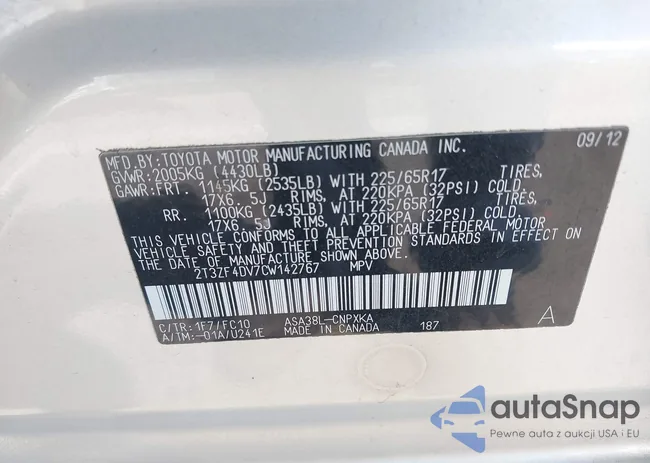 MFD.BY:TOYOTA MOTOR MANUFACTURING CANADA INC. 09/12
GVWR:2005KG (4430LB)
GAWR:FRT. 1145KG (2535LB) WITH 225/65R17 TIRES,
17X6.5J RIMS, AT 220KPA (32PSI) COLD.
RR. 1100KG (2435LB) WITH 225/65R17 TIRES,
17X6.5J RIMS, AT 220KPA (32PSI) COLD.
THIS VEHICLE CONFORMS TO ALL APPLICABLE FEDERAL MOTOR
VEHICLE SAFETY AND THEFT PREVENTION STANDARDS IN EFFECT ON
THE DATE OF MANUFACTURE SHOWN ABOVE.
2T3ZF4DV7CW142767 MPV
C/TR:1F7/FC10 ASA38L-CNPXKA
A/TM:-01A/U241E MADE IN CANADA 187 A
autoSnap
Pewne auta z aukcji USA i EU